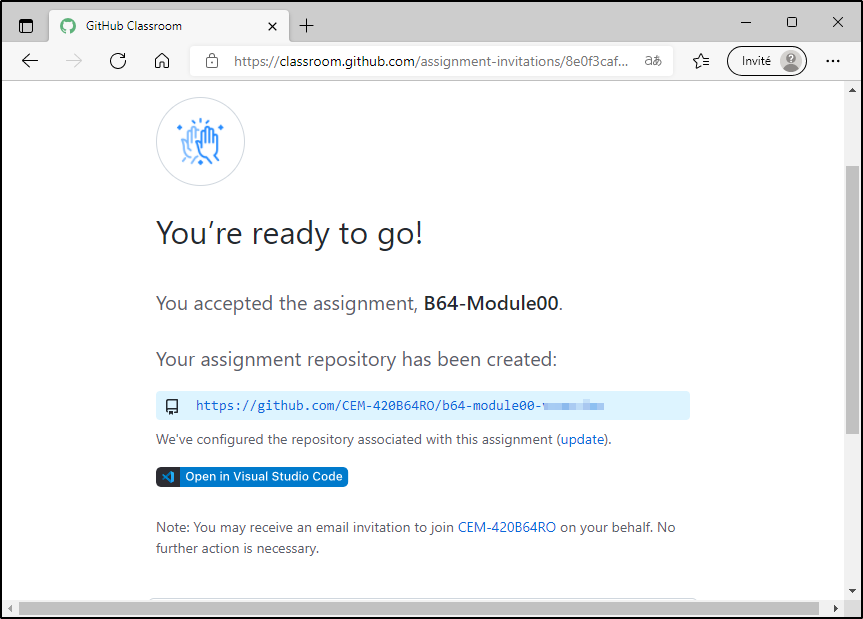 GitHub Classroom
https://classroom.github.com/assignment-invitations/8e0f3caf... aあ Invité
You're ready to go!
You accepted the assignment, B64-Module00.
Your assignment repository has been created:
https://github.com/CEM-420B64RO/b64-module00-
We've configured the repository associated with this assignment (update).
Open in Visual Studio Code
Note: You may receive an email invitation to join CEM-420B64RO on your behalf. No
further action is necessary.